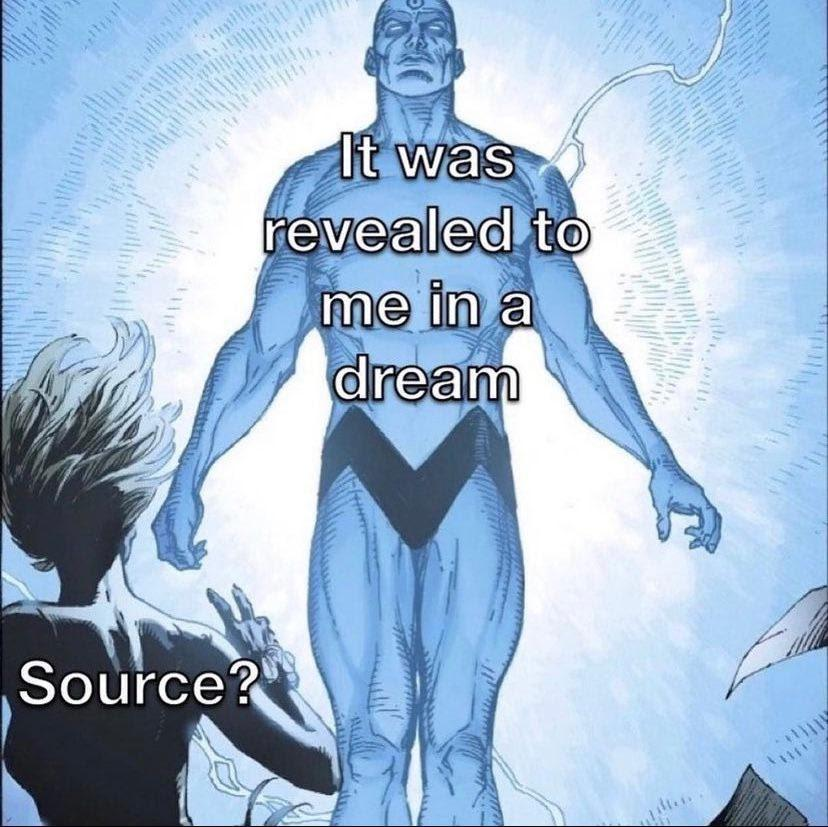 It was
revealed to
me in a
dream
Source?